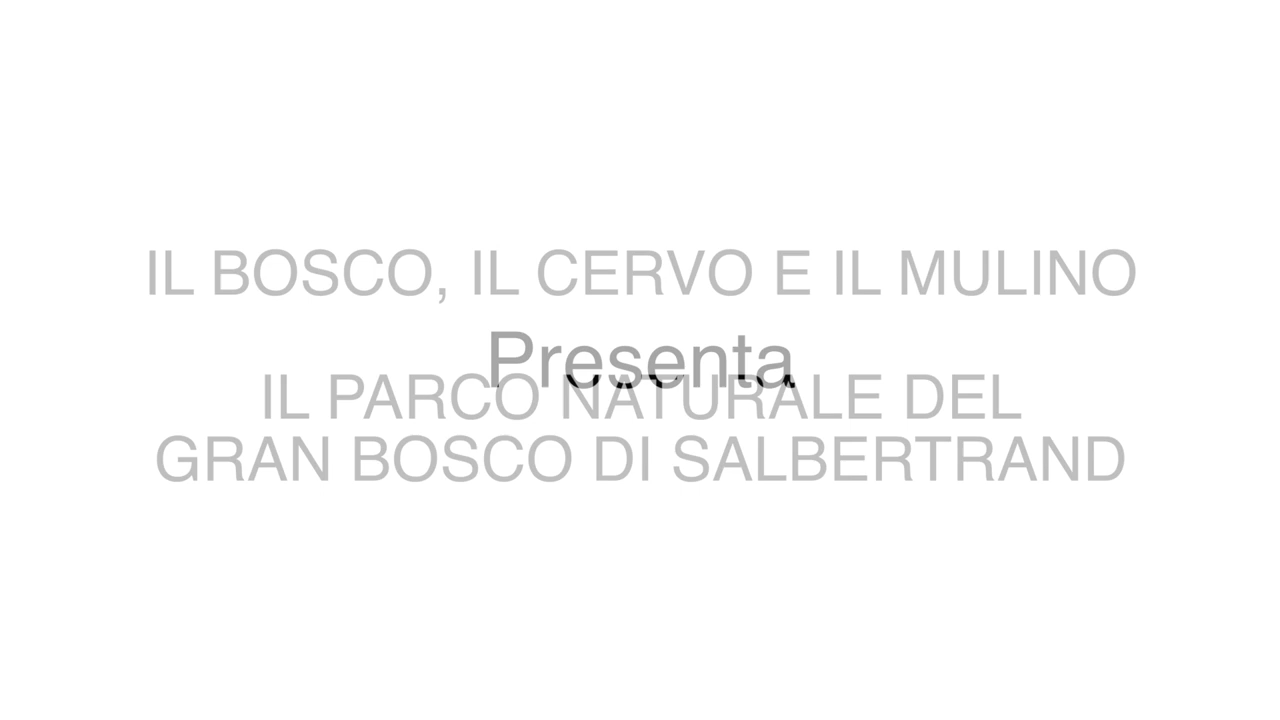 IL BOSCO, IL CERVO E IL MULINO
Presenta
IL PARCO NATURALE DEL
GRAN BOSCO DI SALBERTRAND